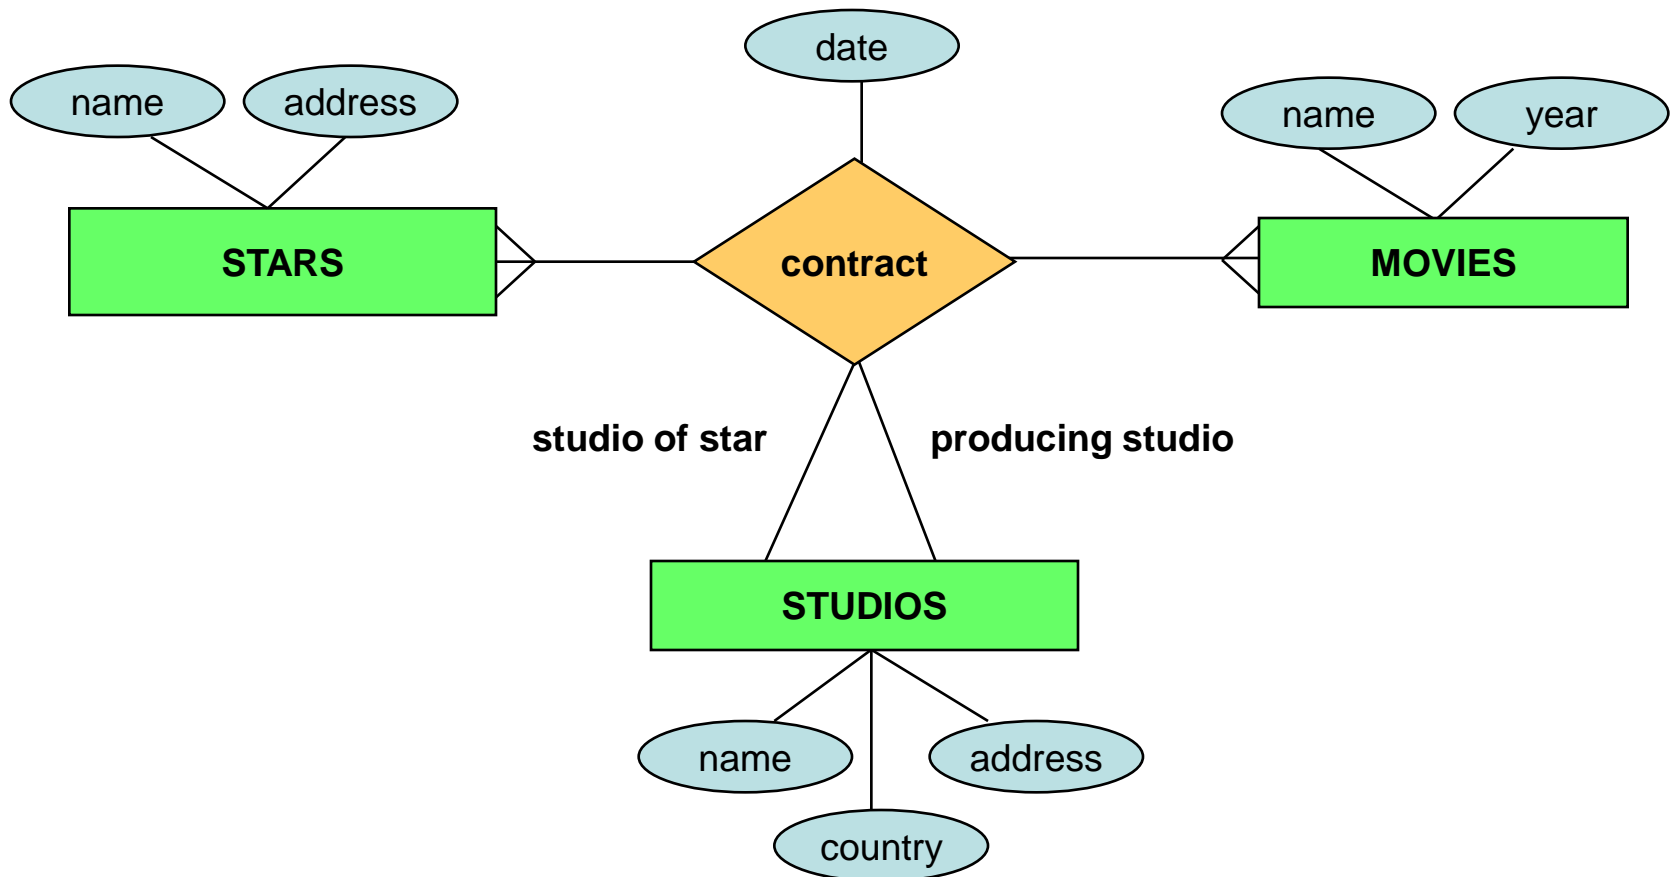 date
name
address
name
year
STARS
contract
MOVIES
studio of star
producing studio
STUDIOS
name
address
country